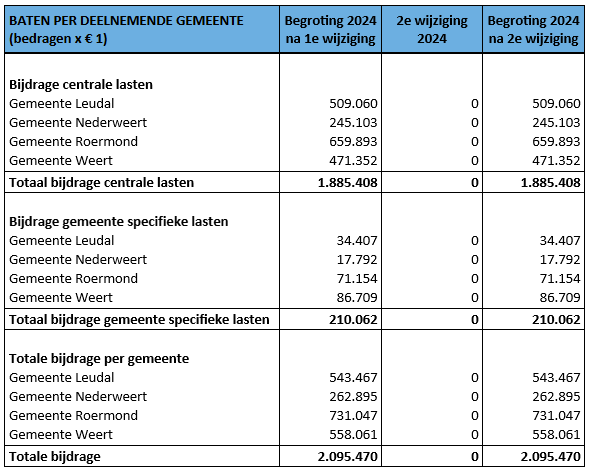 BATEN PER DEELNEMENDE GEMEENTE Begroting 2024 2e wijziging Begroting 2024
(bedragen x € 1) na 1e wijziging 2024 na 2e wijziging
Bijdrage centrale lasten
Gemeente Leudal 509.060 0 509.060
Gemeente Nederweert 245.103 0 245.103
Gemeente Roermond 659.893 0 659.893
Gemeente Weert 471.352 0 471.352
Totaal bijdrage centrale lasten 1.885.408 0 1.885.408
Bijdrage gemeente specifieke lasten
Gemeente Leudal 34.407 0 34.407
Gemeente Nederweert 17.792 0 17.792
Gemeente Roermond 71.154 0 71.154
Gemeente Weert 86.709 0 86.709
Totaal bijdrage gemeente specifieke lasten 210.062 0 210.062
Totale bijdrage per gemeente
Gemeente Leudal 543.467 0 543.467
Gemeente Nederweert 262.895 0 262.895
Gemeente Roermond 731.047 0 731.047
Gemeente Weert 558.061 0 558.061
Totale bijdrage 2.095.470 0 2.095.470